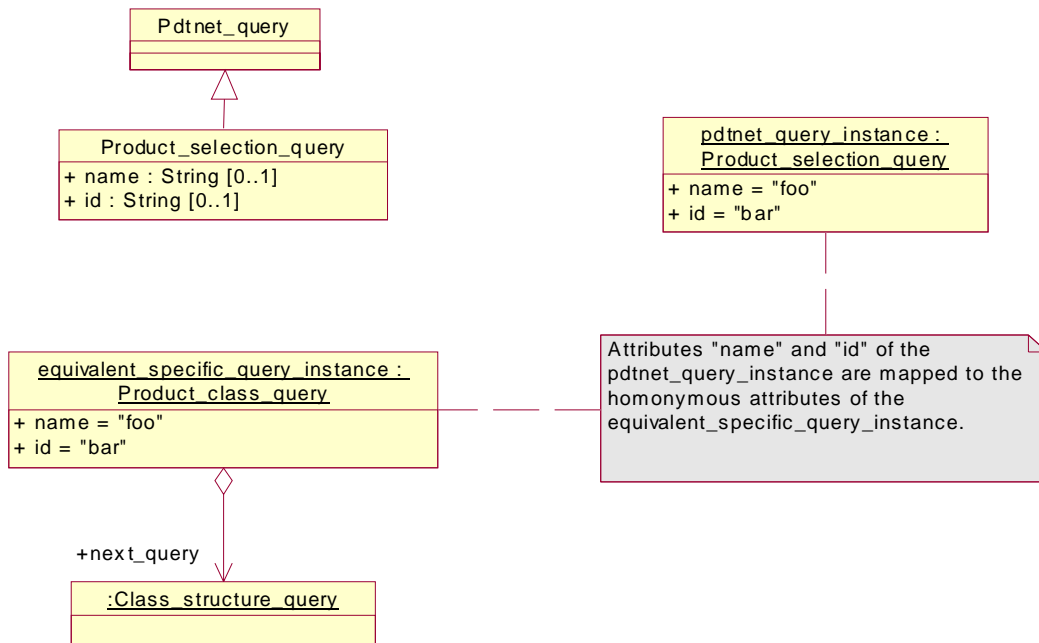 Pdtnet_query
Product_selection_query
+ name : String [0..1]
+ id : String [0..1]
pdtnet_query_instance :
Product_selection_query
+ name = "foo"
+ id = "bar"
equivalent_specific_query_instance :
Product_class_query
+ name = "foo"
+ id = "bar"
Attributes "name" and "id" of the
pdtnet_query_instance are mapped to the
homonymous attributes of the
equivalent_specific_query_instance.
+next_query
:Class_structure_query